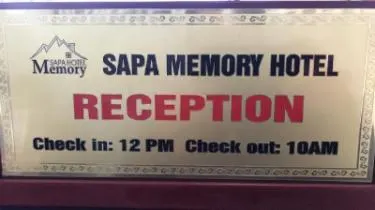 SAPA HOTEL
Memory
SAPA MEMORY HOTEL
RECEPTION
Check in: 12 PM Check out: 10AM